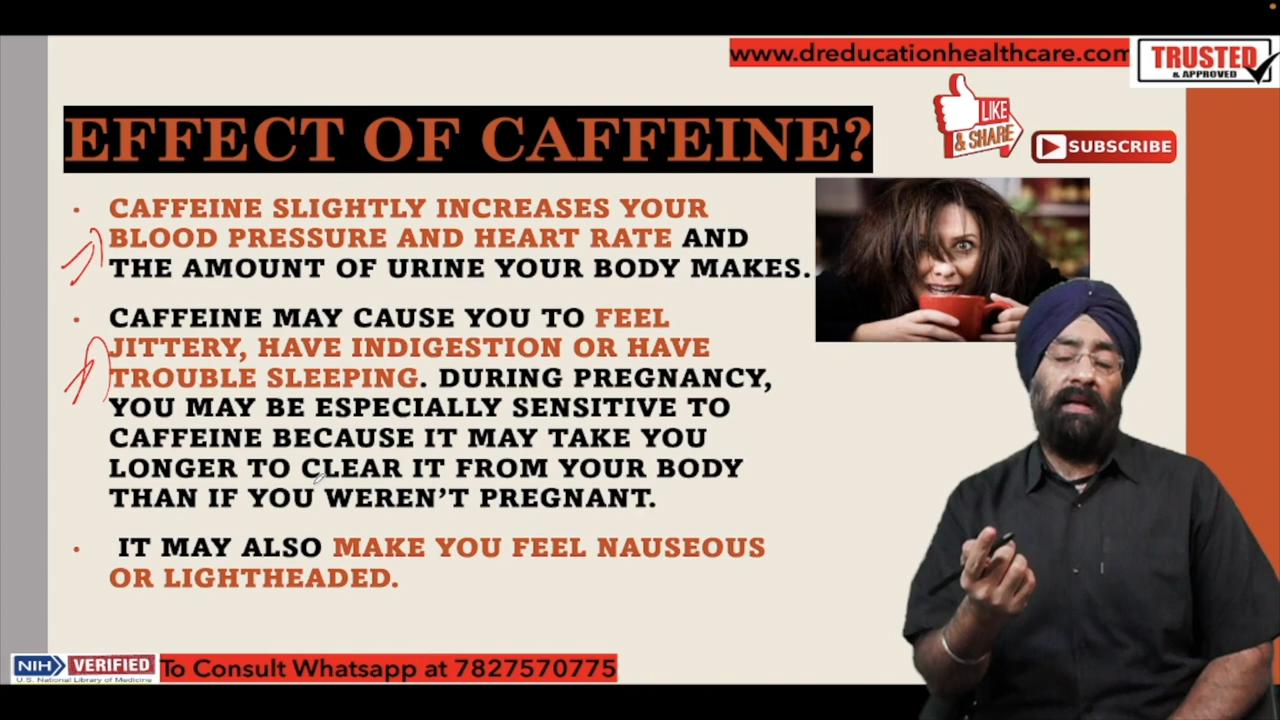 www.dreducationhealthcare.com
TRUSTED
& APPROVED
LIKE
& SHARE
SUBSCRIBE
EFFECT OF CAFFEINE?
• CAFFEINE SLIGHTLY INCREASES YOUR
BLOOD PRESSURE AND HEART RATE AND
THE AMOUNT OF URINE YOUR BODY MAKES.
• CAFFEINE MAY CAUSE YOU TO FEEL
JITTERY, HAVE INDIGESTION OR HAVE
TROUBLE SLEEPING. DURING PREGNANCY,
YOU MAY BE ESPECIALLY SENSITIVE TO
CAFFEINE BECAUSE IT MAY TAKE YOU
LONGER TO CLEAR IT FROM YOUR BODY
THAN IF YOU WEREN'T PREGNANT.
• IT MAY ALSO MAKE YOU FEEL NAUSEOUS
OR LIGHTHEADED.
NIH VERIFIED
U.S. National Library of Medicine
To Consult Whatsapp at 7827570775